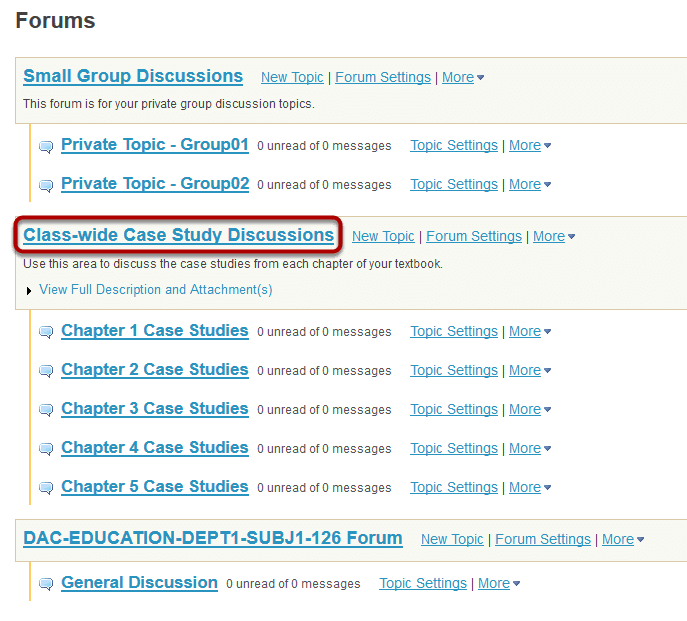 Forums
Small Group Discussions New Topic | Forum Settings | More
This forum is for your private group discussion topics.
Private Topic - Group01 0 unread of 0 messages Topic Settings | More
Private Topic - Group02 0 unread of 0 messages Topic Settings | More
Class-wide Case Study Discussions New Topic | Forum Settings | More
Use this area to discuss the case studies from each chapter of your textbook.
View Full Description and Attachment(s)
Chapter 1 Case Studies 0 unread of 0 messages Topic Settings | More
Chapter 2 Case Studies 0 unread of 0 messages Topic Settings | More
Chapter 3 Case Studies 0 unread of 0 messages Topic Settings | More
Chapter 4 Case Studies 0 unread of 0 messages Topic Settings | More
Chapter 5 Case Studies 0 unread of 0 messages Topic Settings | More
DAC-EDUCATION-DEPT1-SUBJ1-126 Forum New Topic | Forum Settings | More
General Discussion 0 unread of 0 messages Topic Settings | More